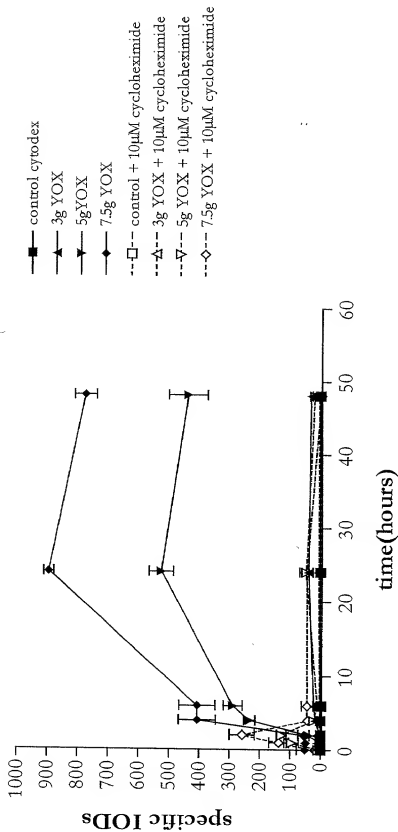 control cytodex
3g YOX
5gYOX
7.5g YOX
control + 10μM cycloheximide
3g YOX + 10μM cycloheximide
5g YOX + 10μM cycloheximide
7.5g YOX + 10μM cycloheximide
specific IODs
1000
900
800
700
600
500
400
300
200
100
0
0
10
20
30
40
50
60
time(hours)